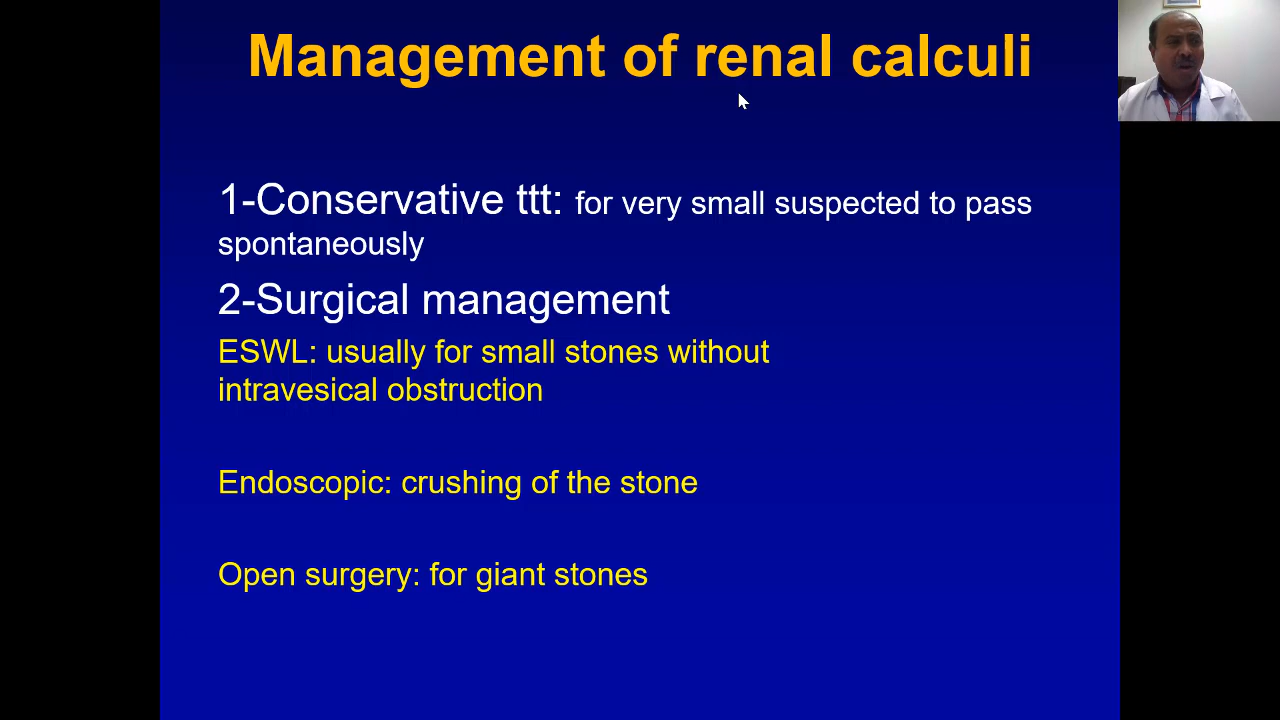 Management of renal calculi
1-Conservative ttt: for very small suspected to pass
spontaneously
2-Surgical management
ESWL: usually for small stones without
intravesical obstruction
Endoscopic: crushing of the stone
Open surgery: for giant stones